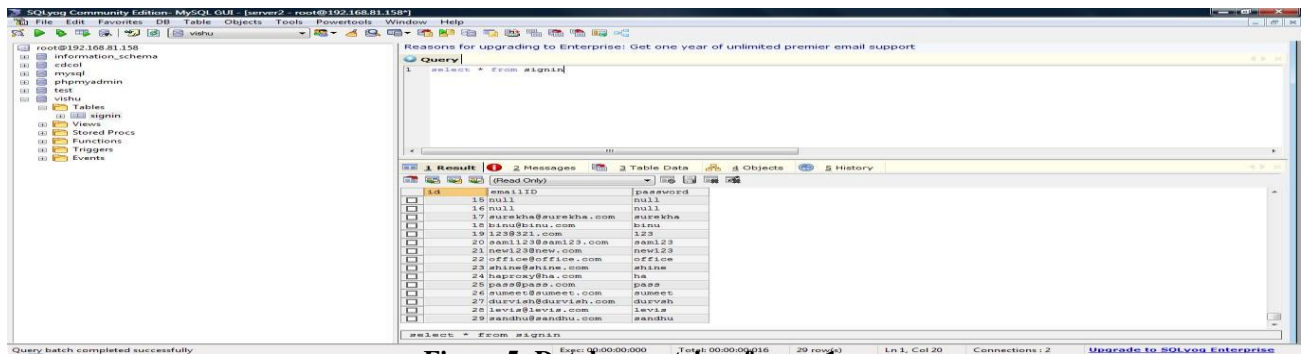 SQLyog Community Edition- MySQL GUI - [server2 - root@192.168.81.158*]
File Edit Favorites DB Table Objects Tools Powertools Window Help
vishu
root@192.168.81.158
information_schema
cdcol
mysql
phpmyadmin
test
vishu
Tables
signin
Views
Stored Procs
Functions
Triggers
Events
Reasons for upgrading to Enterprise: Get one year of unlimited premier email support
Query
1 select * from signin
1 Result 2 Messages 3 Table Data 4 Objects 5 History
(Read Only)
id emailID password
15 null null
16 null null
17 surekha@surekha.com surekha
18 binu@binu.com binu
19 123@321.com 123
20 sam1123@sam123.com sam123
21 new123@new.com new123
22 office@office.com office
23 shine@shine.com shine
24 haproxy@ha.com ha
25 pass@pass.com pass
26 sumeet@sumeet.com sumeet
27 durvish@durvish.com durvsh
28 levis@levis.com levis
29 sandhu@sandhu.com sandhu
select * from signin
Query batch completed successfully Exec: 00:00:00:000 Total: 00:00:00:016 29 row(s) Ln 1, Col 20 Connections : 2 Upgrade to SQLyog Enterprise